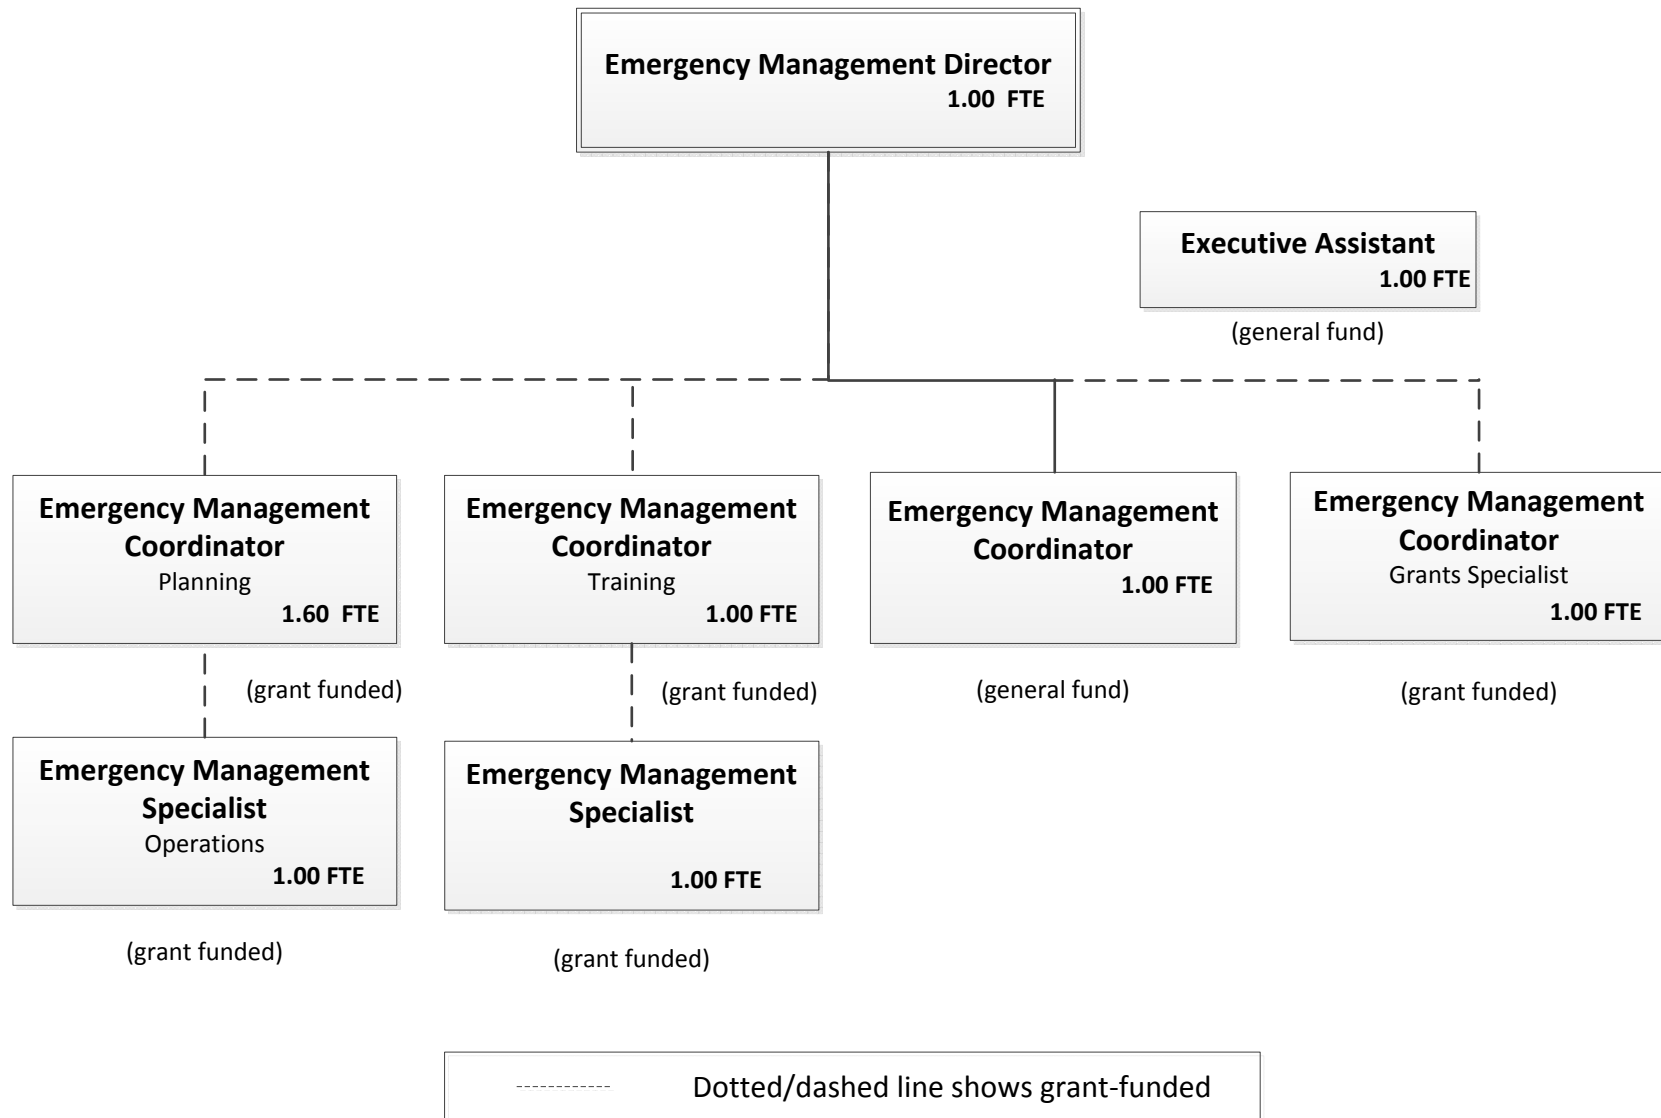 Emergency Management Director
1.00  FTE
Executive Assistant
1.00 FTE
(general fund)
Emergency Management
Coordinator
Planning
1.60  FTE
(grant funded)
Emergency Management
Coordinator
Training
1.00 FTE
(grant funded)
Emergency Management
Coordinator
1.00 FTE
(general fund)
Emergency Management
Coordinator
Grants Specialist
1.00 FTE
(grant funded)
Emergency Management
Specialist
Operations
1.00 FTE
(grant funded)
Emergency Management
Specialist
1.00 FTE
(grant funded)
Dotted/dashed line shows grant-funded